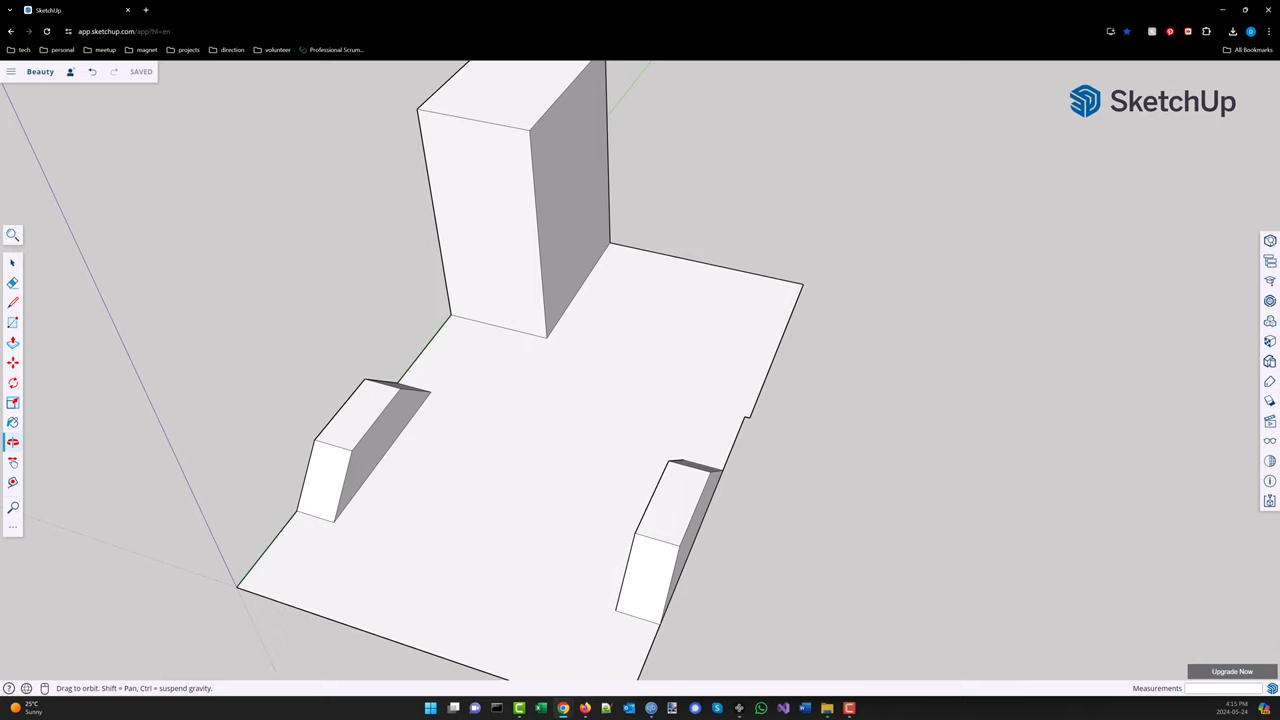 SketchUp
app.sketchup.com/app?hl=en
tech personal meetup magnet projects direction volunteer Professional Scrum... All Bookmarks
Beauty SAVED
SketchUp
Upgrade Now
Drag to orbit. Shift = Pan, Ctrl = suspend gravity. Measurements
25°C
Sunny
4:15 PM
2024-05-24